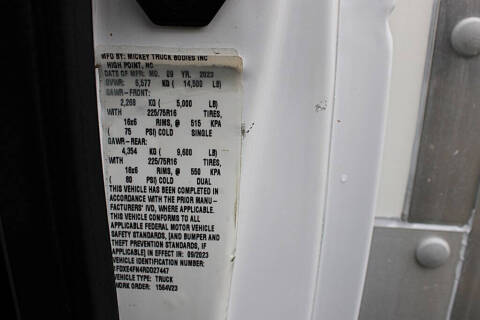 MFG BY: MICKEY TRUCK BODIES INC
HIGH POINT, NC
DATE OF MFR: MO. 09 YR. 2023
GVWR: 6,577 KG ( 14,500 LB)
GAWR-FRONT:
2,268 KG ( 5,000 LB)
WITH 225/75R16 TIRES,
16x6 RIMS, @ 515 KPA
( 75 PSI) COLD SINGLE
GAWR-REAR:
4,354 KG ( 9,600 LB)
WITH 225/75R16 TIRES,
16x6 RIMS, @ 550 KPA
( 80 PSI) COLD DUAL
THIS VEHICLE HAS BEEN COMPLETED IN
ACCORDANCE WITH THE PRIOR MANU-
FACTURERS' IVD, WHERE APPLICABLE.
THIS VEHICLE CONFORMS TO ALL
APPLICABLE FEDERAL MOTOR VEHICLE
SAFETY STANDARDS, [AND BUMPER AND
THEFT PREVENTION STANDARDS, IF
APPLICABLE] IN EFFECT IN: 09/2023
VEHICLE IDENTIFICATION NUMBER:
1FDXE4FN4RDD27447
VEHICLE TYPE: TRUCK
WORK ORDER: 1564V23